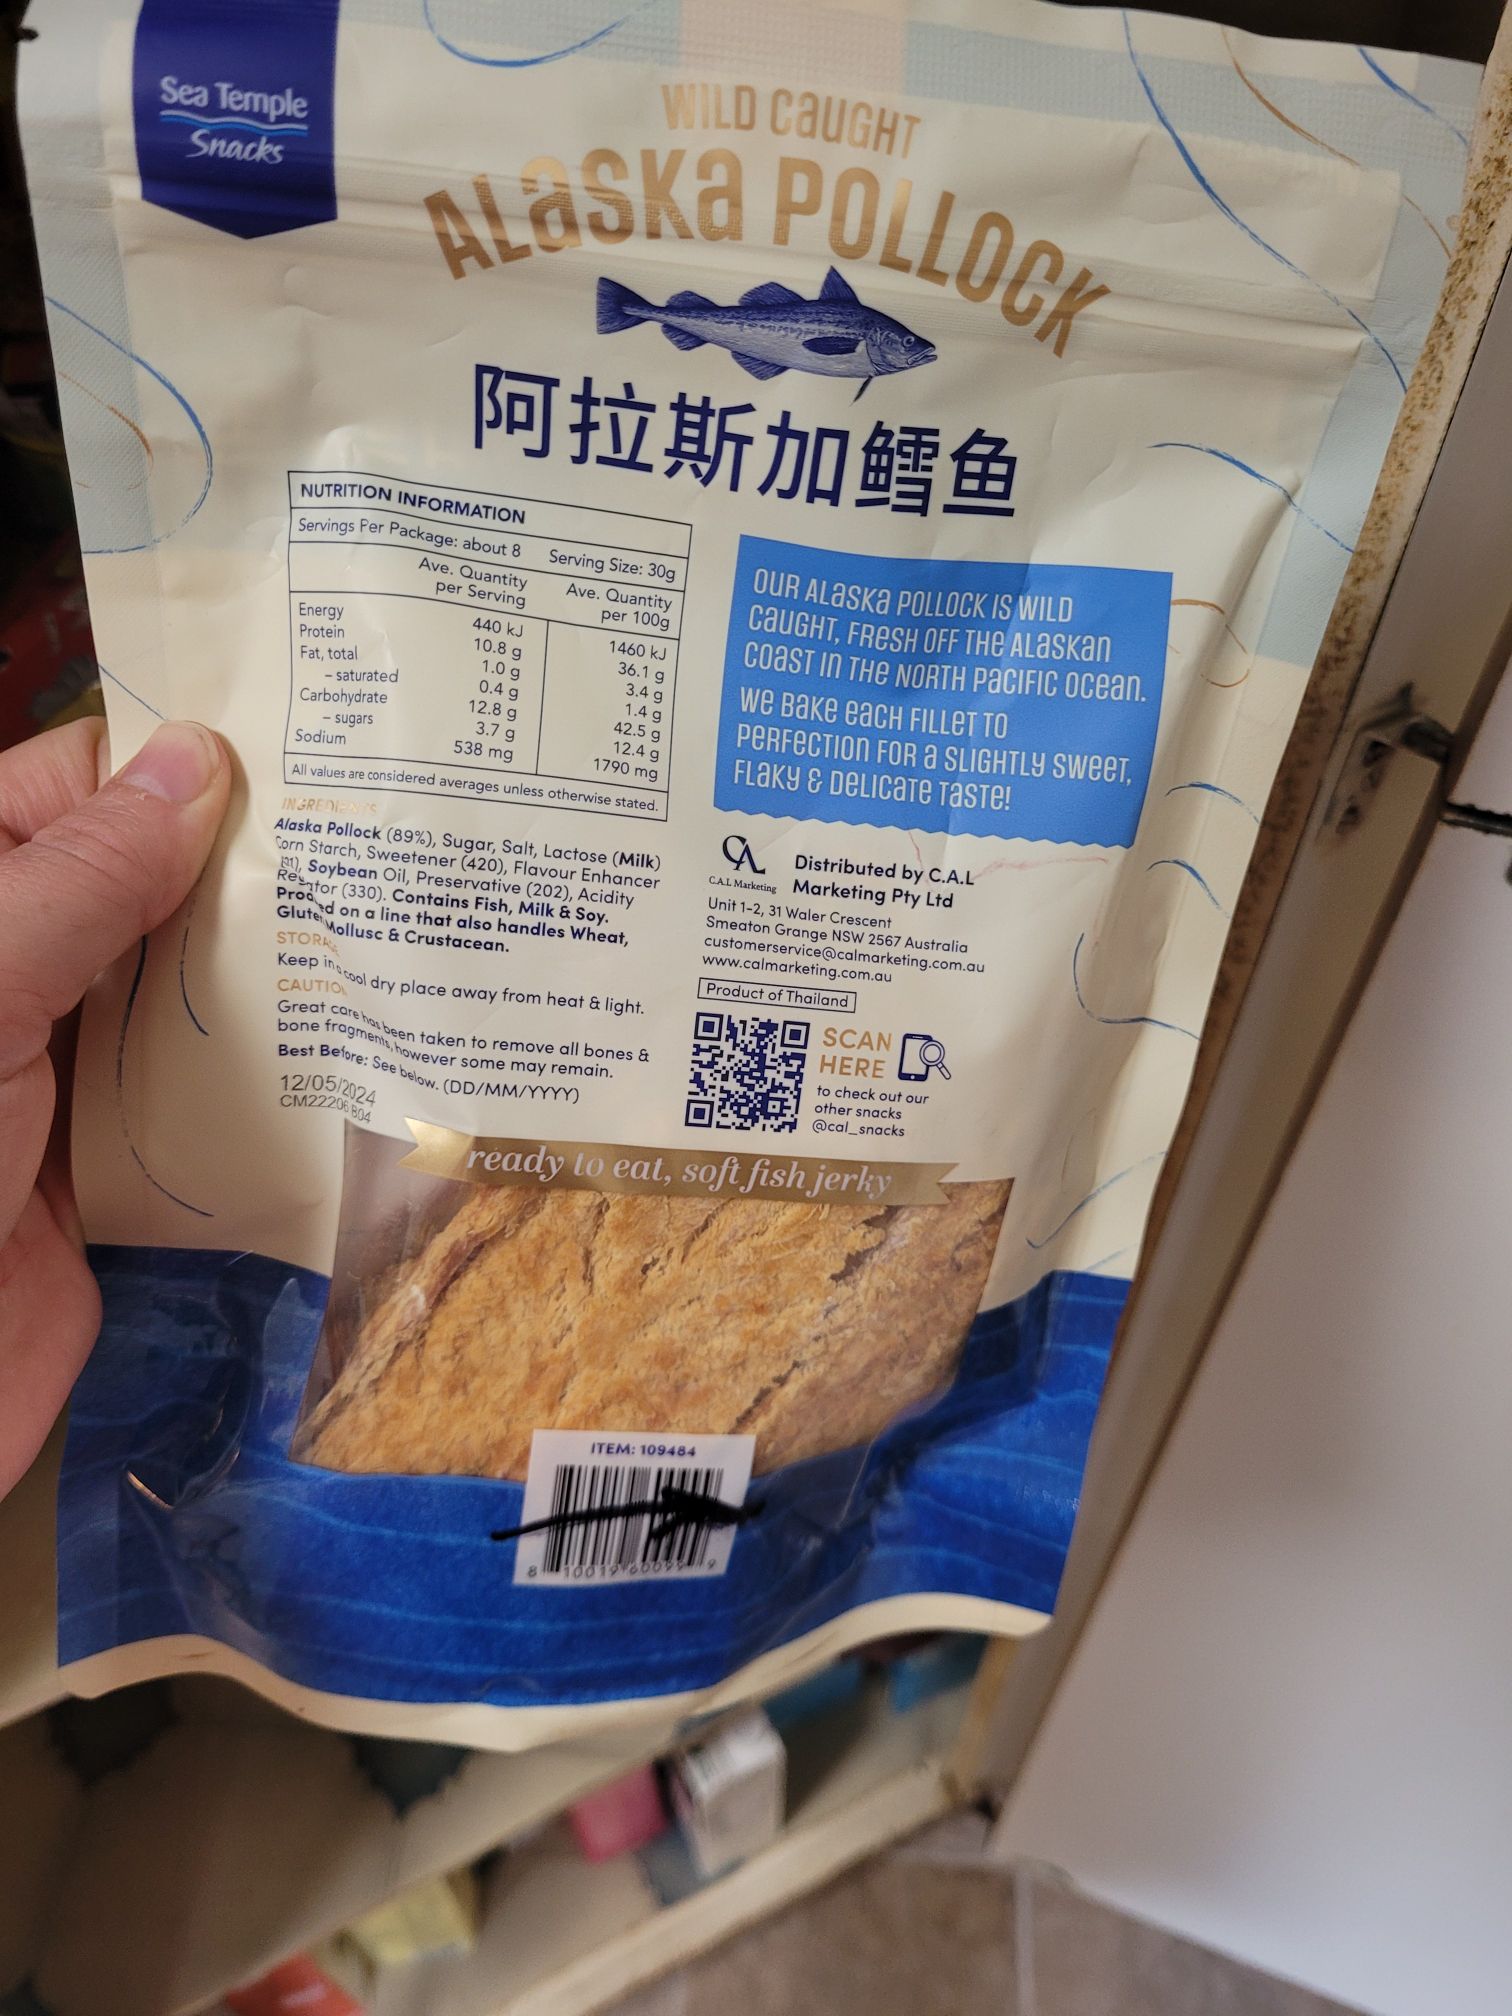 Sea Temple
Snacks
WILD CAUGHT
ALASKA POLLOCK
阿拉斯加鳕鱼
NUTRITION INFORMATION
Servings Per Package: about 8 Serving Size: 30g
Ave. Quantity per Serving Ave. Quantity per 100g
Energy 440 kJ 1460 kJ
Protein 10.8 g 36.1 g
Fat, total 1.0 g 3.4 g
– saturated 0.4 g 1.4 g
Carbohydrate 12.8 g 42.5 g
– sugars 3.7 g 12.4 g
Sodium 538 mg 1790 mg
All values are considered averages unless otherwise stated.
INGREDIENTS
Alaska Pollock (89%), Sugar, Salt, Lactose (Milk)
Corn Starch, Sweetener (420), Flavour Enhancer
Soybean Oil, Preservative (202), Acidity
(330). Contains Fish, Milk & Soy.
on a line that also handles Wheat,
Mollusc & Crustacean.
STORAGE
Keep in a cool dry place away from heat & light.
CAUTION
Great care has been taken to remove all bones &
bone fragments, however some may remain.
Best Before: See below. (DD/MM/YYYY)
12/05/2024
CM22206 B04
OUR ALASKA POLLOCK IS WILD
CAUGHT, FRESH OFF THE ALASKAN
COAST IN THE NORTH PACIFIC OCEAN.
WE BAKE EACH FILLET TO
PERFECTION FOR A SLIGHTLY SWEET,
FLAKY & DELICATE TASTE!
CAL
C.A.L Marketing
Distributed by C.A.L
Marketing Pty Ltd
Unit 1-2, 31 Waler Crescent
Smeaton Grange NSW 2567 Australia
customerservice@calmarketing.com.au
www.calmarketing.com.au
Product of Thailand
SCAN
HERE
to check out our
other snacks
@cal_snacks
ready to eat, soft fish jerky
ITEM: 109484